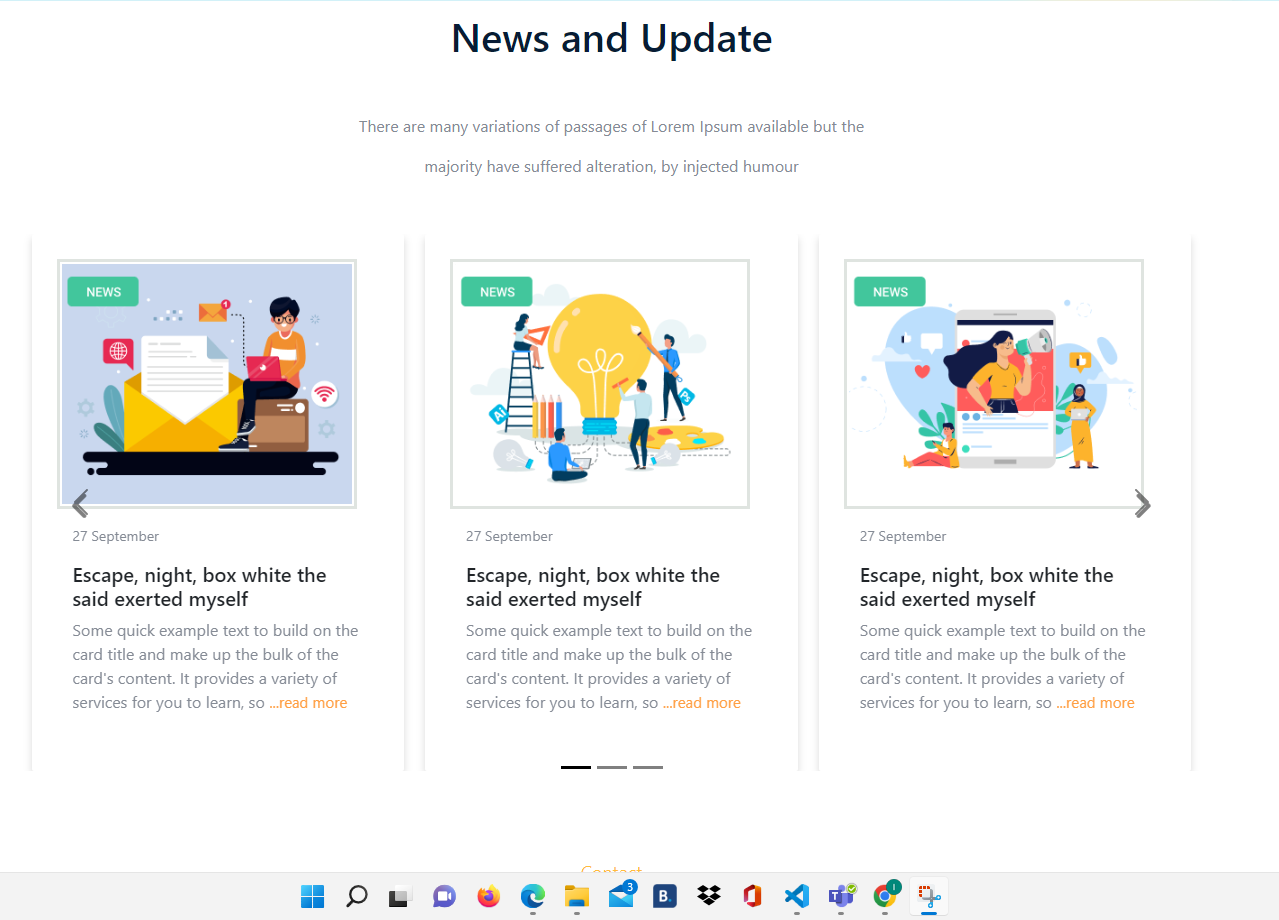 News and Update
There are many variations of passages of Lorem Ipsum available but the
majority have suffered alteration, by injected humour
NEWS
1
27 September
Escape, night, box white the
said exerted myself
Some quick example text to build on the
card title and make up the bulk of the
card's content. It provides a variety of
services for you to learn, so ...read more
NEWS
Ai
Ps
27 September
Escape, night, box white the
said exerted myself
Some quick example text to build on the
card title and make up the bulk of the
card's content. It provides a variety of
services for you to learn, so ...read more
NEWS
27 September
Escape, night, box white the
said exerted myself
Some quick example text to build on the
card title and make up the bulk of the
card's content. It provides a variety of
services for you to learn, so ...read more
Contact
3
B.
T
I